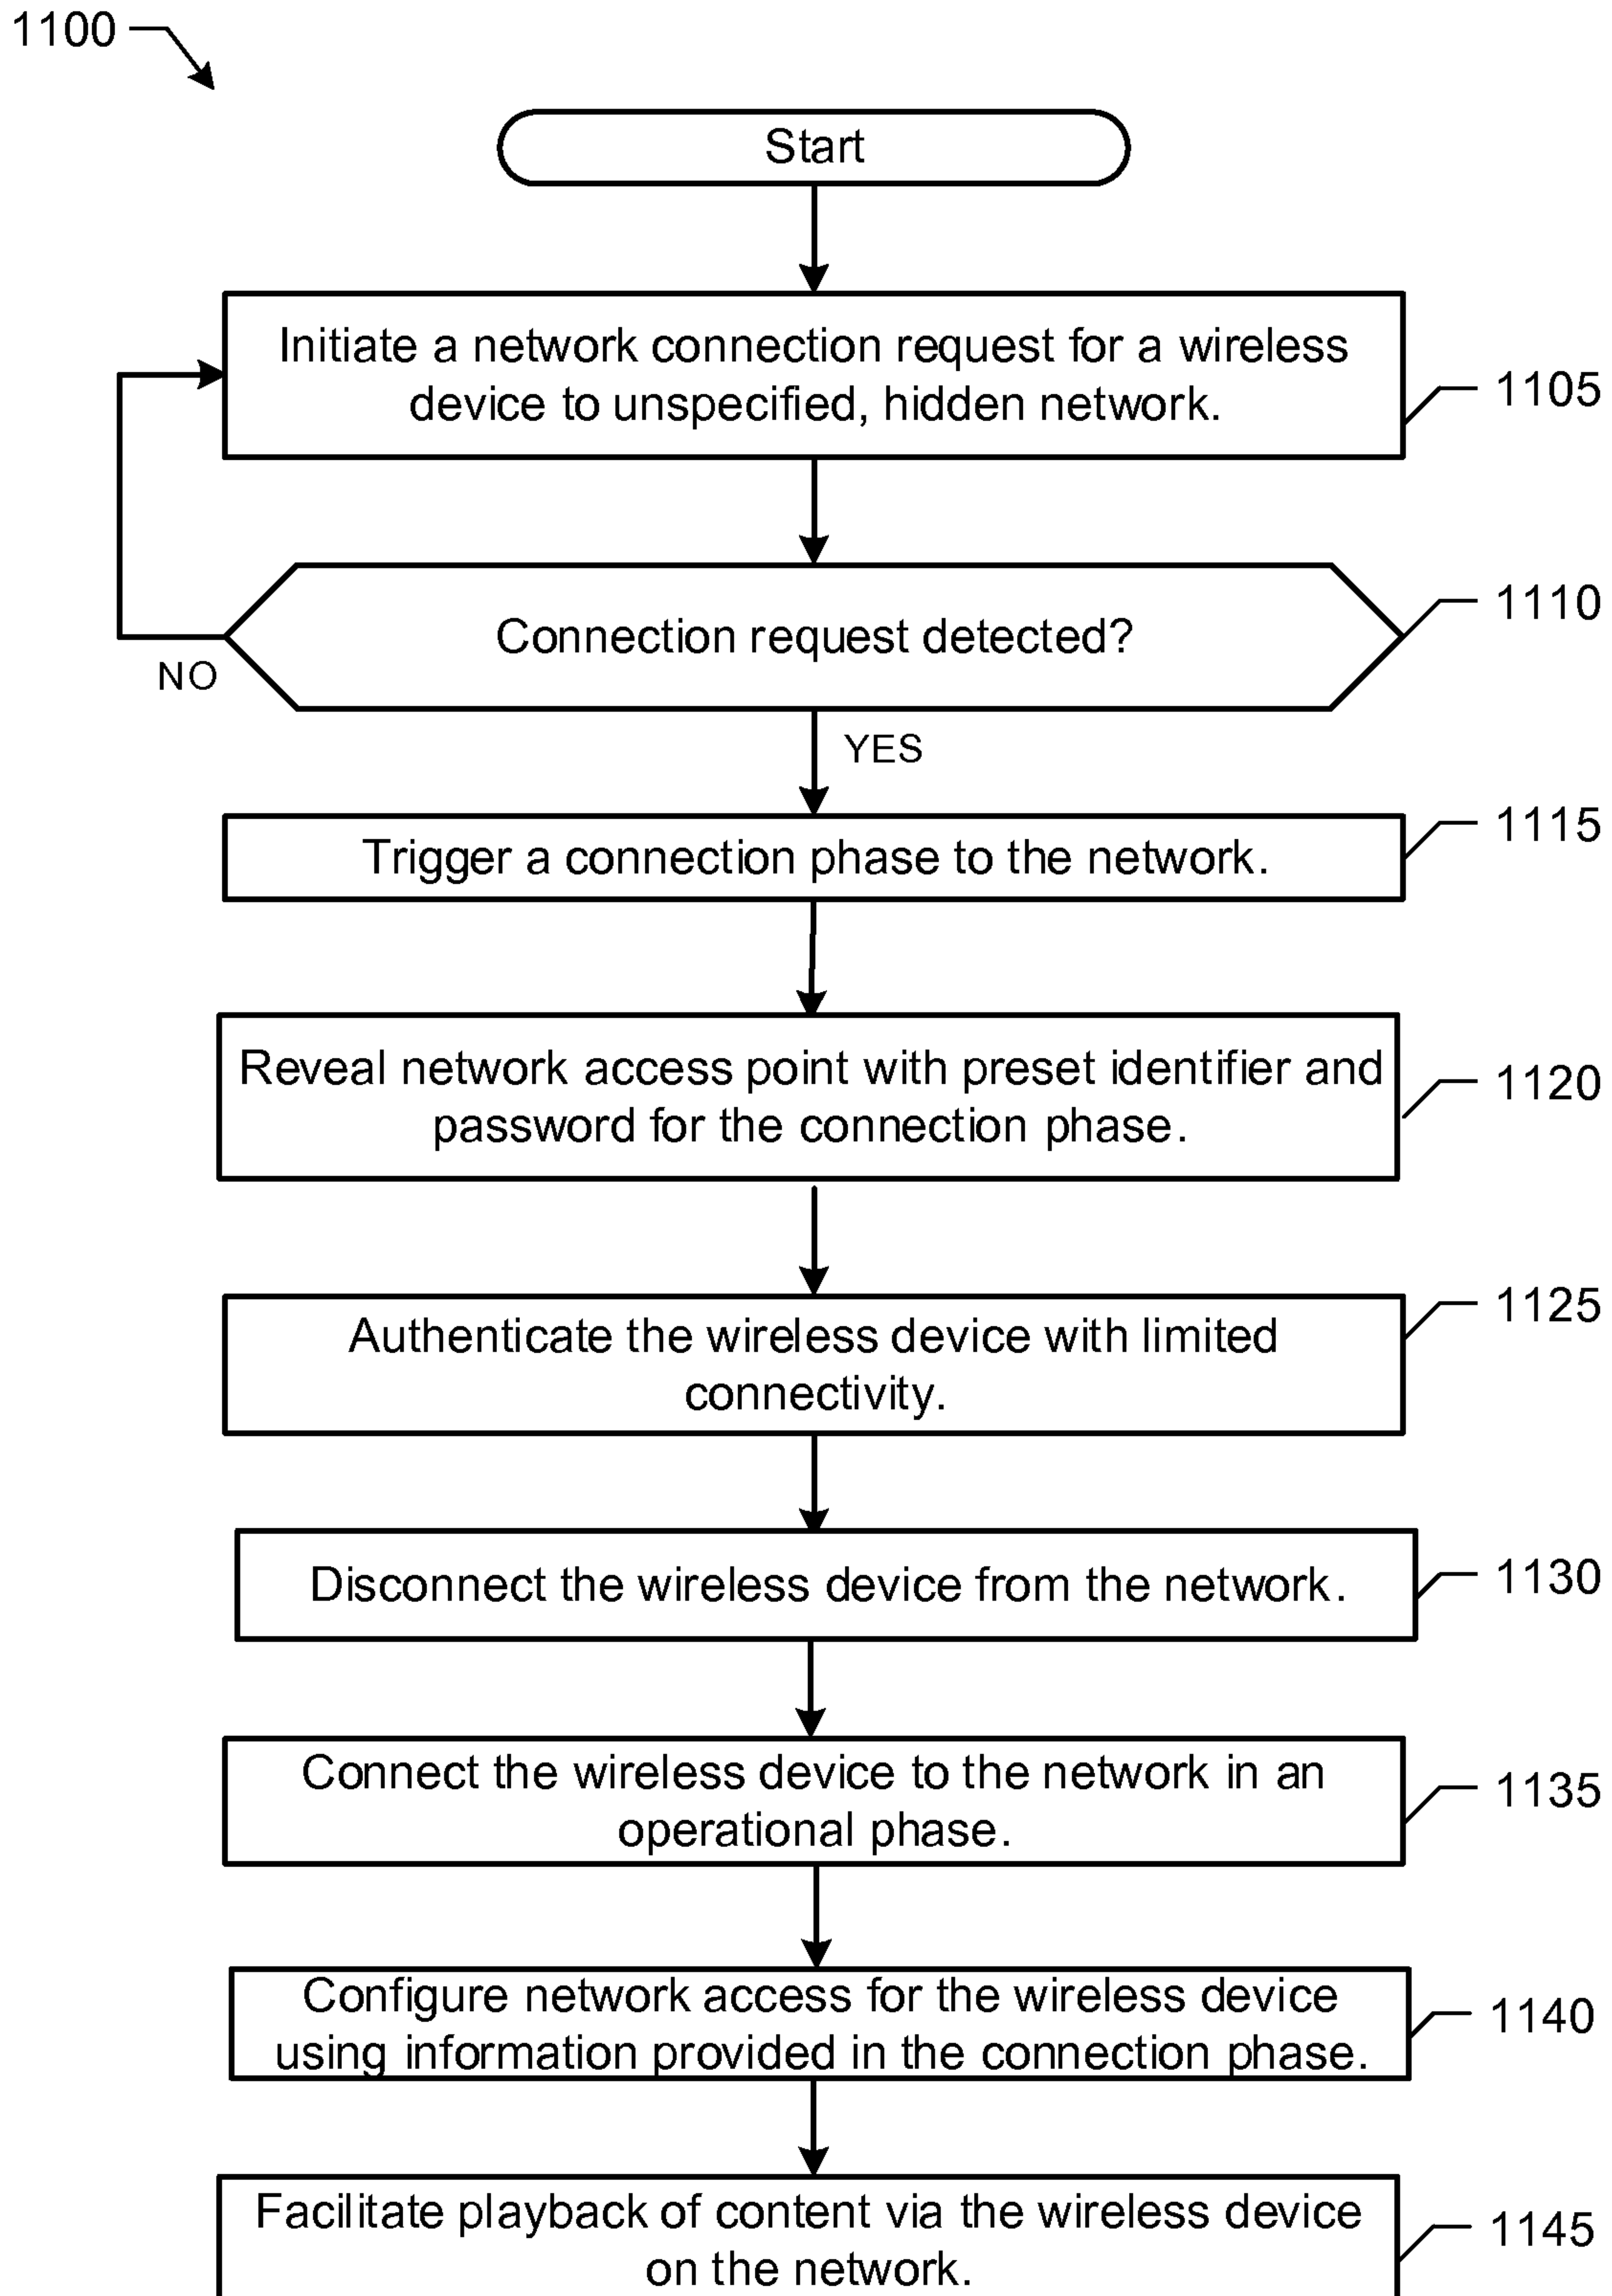 1100
Start
Initiate a network connection request for a wireless
device to unspecified, hidden network.
1105
Connection request detected?
1110
NO
YES
Trigger a connection phase to the network.
1115
Reveal network access point with preset identifier and
password for the connection phase.
1120
Authenticate the wireless device with limited
connectivity.
1125
Disconnect the wireless device from the network.
1130
Connect the wireless device to the network in an
operational phase.
1135
Configure network access for the wireless device
using information provided in the connection phase.
1140
Facilitate playback of content via the wireless device
on the network.
1145